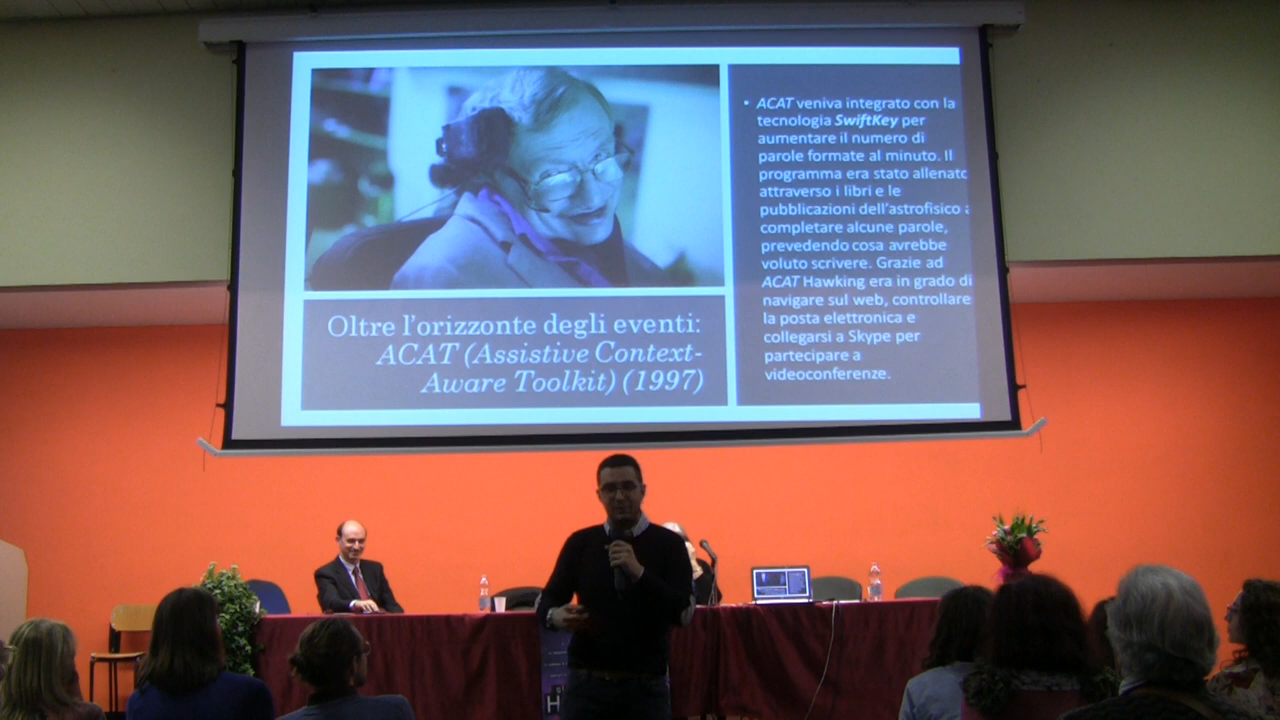 Oltre l'orizzonte degli eventi:
ACAT (Assistive Context-
Aware Toolkit) (1997)
• ACAT veniva integrato con la
tecnologia SwiftKey per
aumentare il numero di
parole formate al minuto. Il
programma era stato allenato
attraverso i libri e le
pubblicazioni dell'astrofisico a
completare alcune parole,
prevedendo cosa avrebbe
voluto scrivere. Grazie ad
ACAT Hawking era in grado di
navigare sul web, controllare
la posta elettronica e
collegarsi a Skype per
partecipare a
videoconferenze.